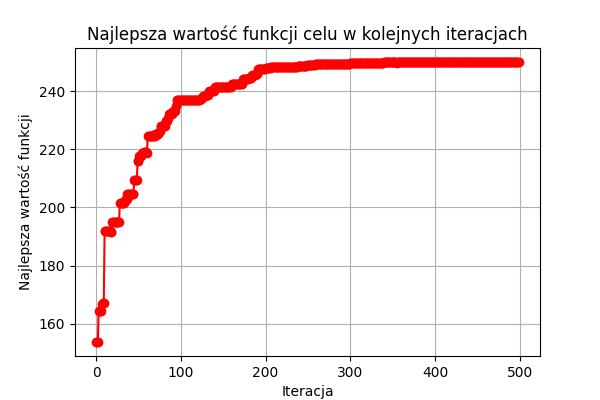 Najlepsza wartość funkcji celu w kolejnych iteracjach
Najlepsza wartość funkcji
240
220
200
180
160
0 100 200 300 400 500
Iteracja